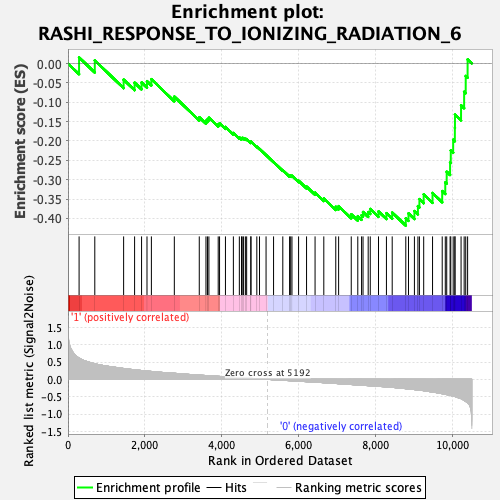 Enrichment plot:
RASHI_RESPONSE_TO_IONIZING_RADIATION_6
Enrichment score (ES)
0.00
-0.05
-0.10
-0.15
-0.20
-0.25
-0.30
-0.35
-0.40
'1' (positively correlated)
Ranked list metric (Signal2Noise)
1.5
1.0
0.5
0.0
-0.5
-1.0
-1.5
Zero cross at 5192
'0' (negatively correlated)
0
2,000
4,000
6,000
8,000
10,000
Rank in Ordered Dataset
Enrichment profile
Hits
Ranking metric scores